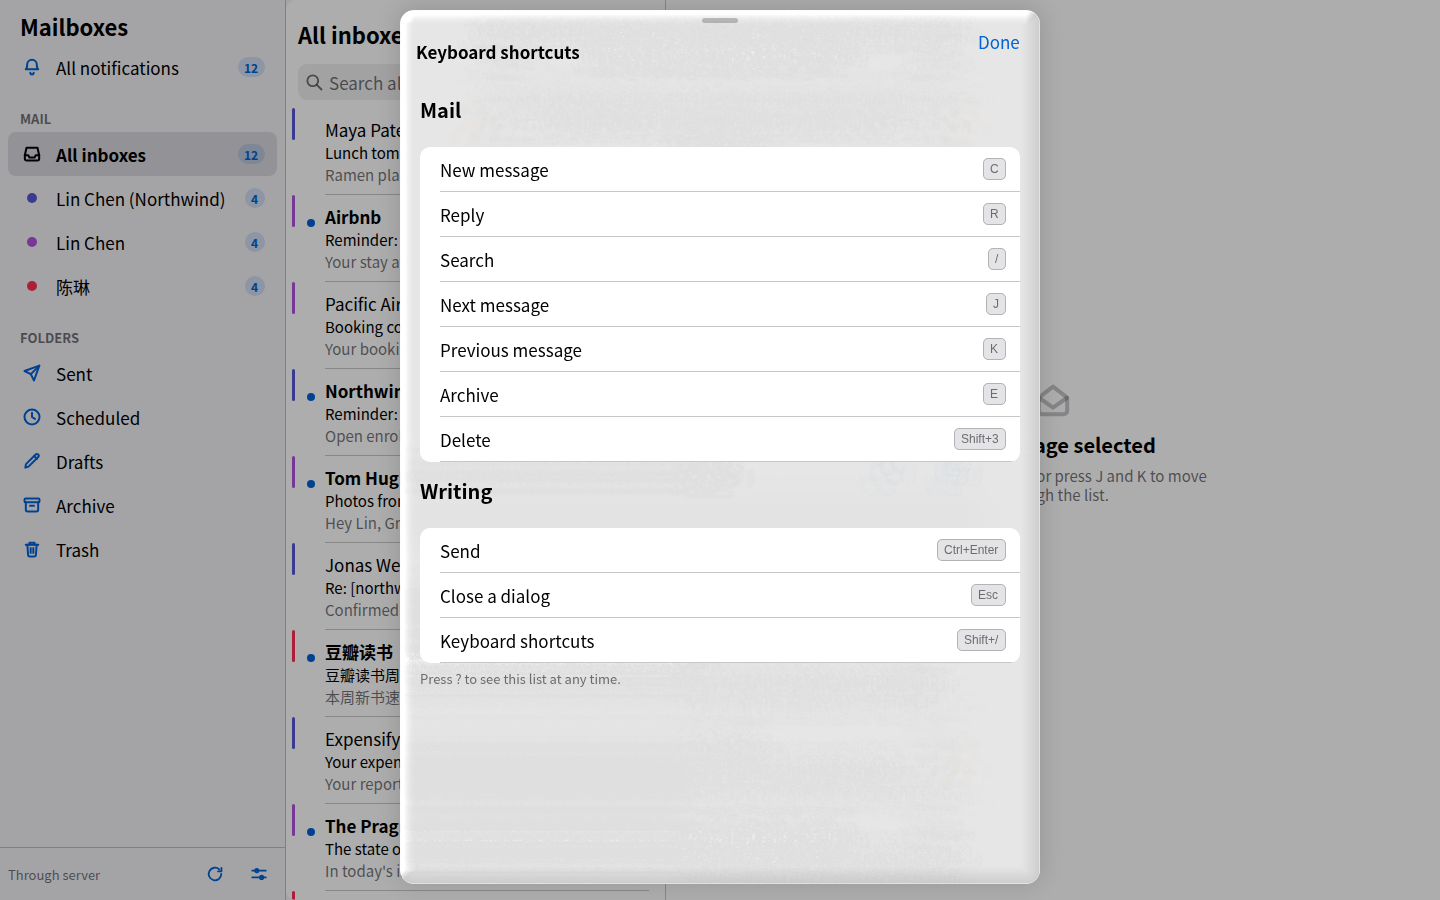 Mailboxes
All notifications 12
MAIL
All inboxes 12
Lin Chen (Northwind) 4
Lin Chen 4
陈琳 4
FOLDERS
Sent
Scheduled
Drafts
Archive
Trash
Through server
All inboxe
Search al
Maya Pate
Lunch tom
Ramen pla
Airbnb
Reminder:
Your stay a
Pacific Air
Booking co
Your booki
Northwin
Reminder:
Open enro
Tom Hug
Photos fror
Hey Lin, Gr
Jonas We
Re: [northw
Confirmed
豆瓣读书
豆瓣读书周
本周新书速
Expensify
Your expen
Your report
The Prag
The state o
In today's i
Keyboard shortcuts
Done
Mail
New message C
Reply R
Search /
Next message J
Previous message K
Archive E
Delete Shift+3
Writing
Send Ctrl+Enter
Close a dialog Esc
Keyboard shortcuts Shift+/
Press ? to see this list at any time.
age selected
or press J and K to move
gh the list.